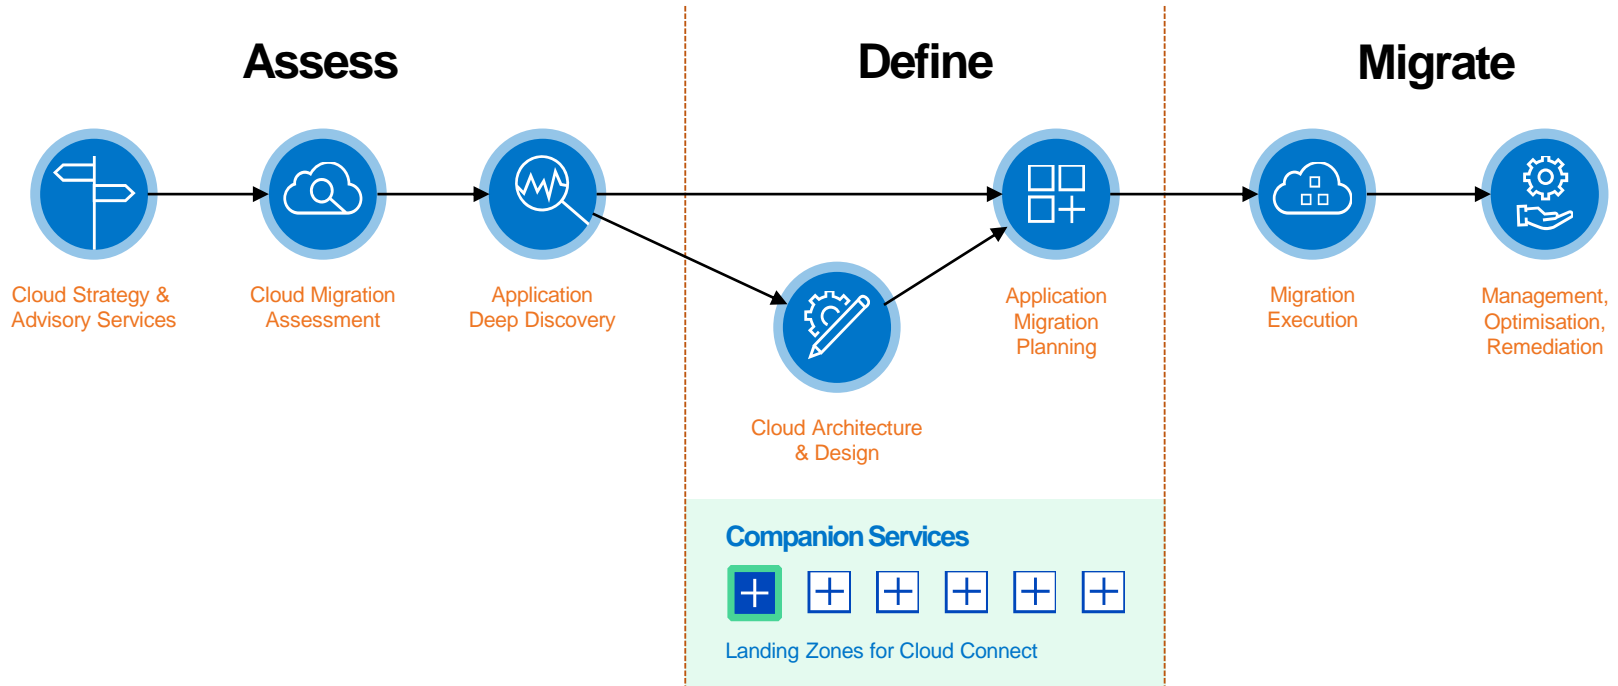 Assess
Define
Migrate
Cloud Strategy &
Advisory Services
Cloud Migration
Assessment
Application
Deep Discovery
Cloud Architecture
& Design
Application
Migration
Planning
Migration
Execution
Management,
Optimisation,
Remediation
Companion Services
Landing Zones for Cloud Connect